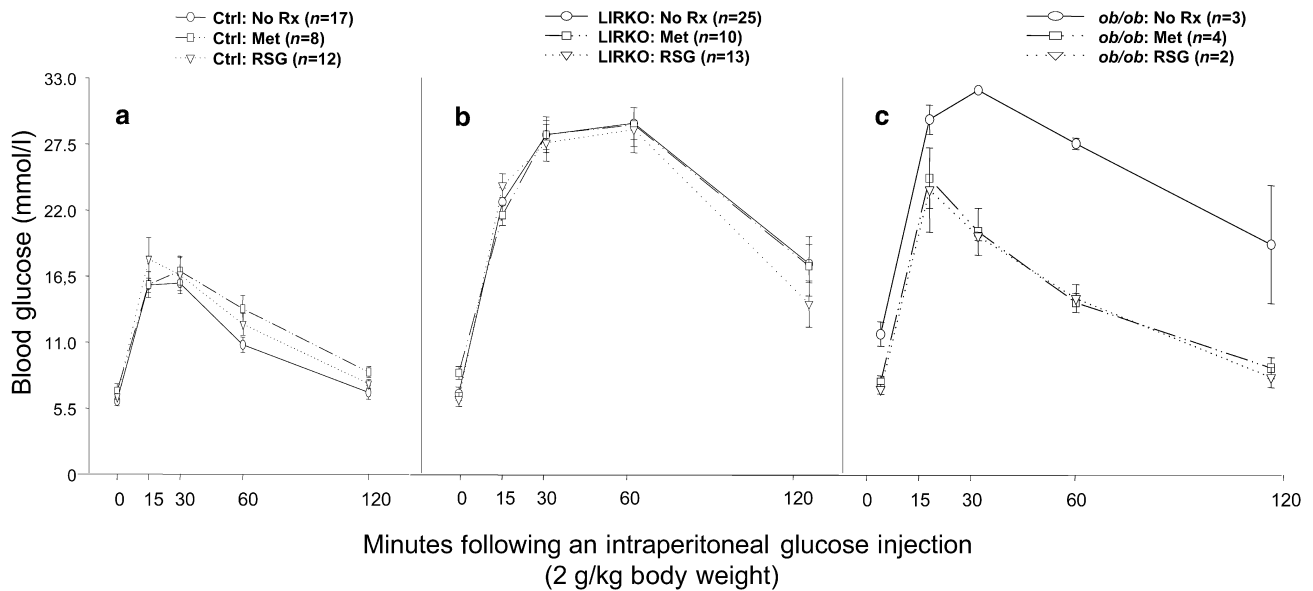 Ctrl: No Rx (n=17)
Ctrl: Met (n=8)
Ctrl: RSG (n=12)
LIRKO: No Rx (n=25)
LIRKO: Met (n=10)
LIRKO: RSG (n=13)
ob/ob: No Rx (n=3)
ob/ob: Met (n=4)
ob/ob: RSG (n=2)
a
b
c
Blood glucose (mmol/l)
33.0
27.5
22.0
16,5
11.0
5.5
0
0 15 30 60 120
0 15 30 60 120
0 15 30 60 120
Minutes following an intraperitoneal glucose injection
(2 g/kg body weight)